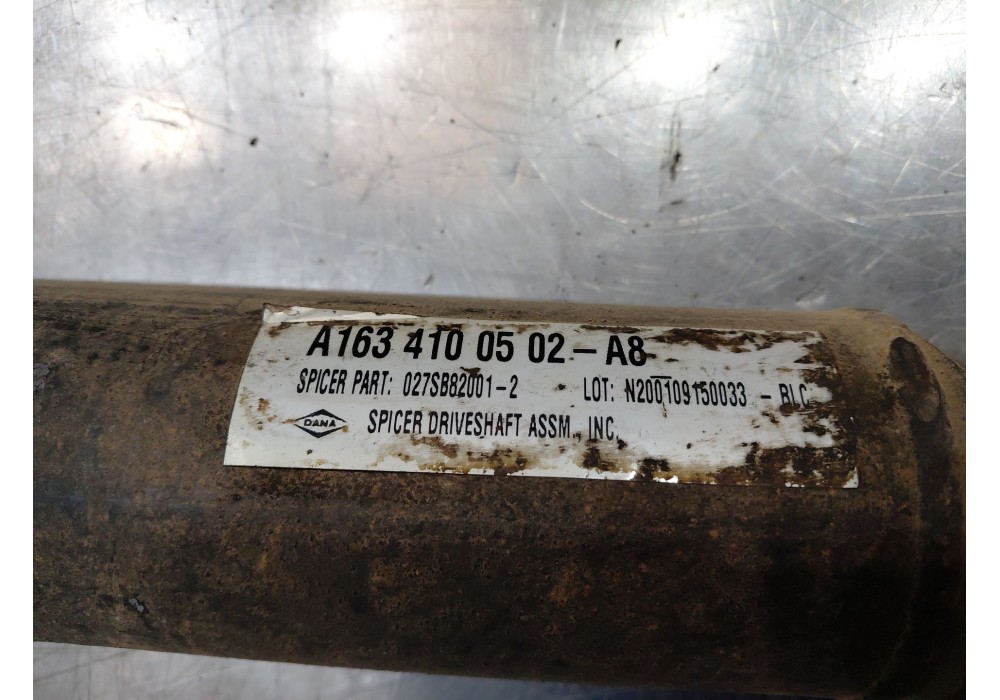 A163 410 05 02-A8
SPICER PART: 027SB82001-2 LOT: N200109150033 - BLC
DANA SPICER DRIVESHAFT ASSM., INC.